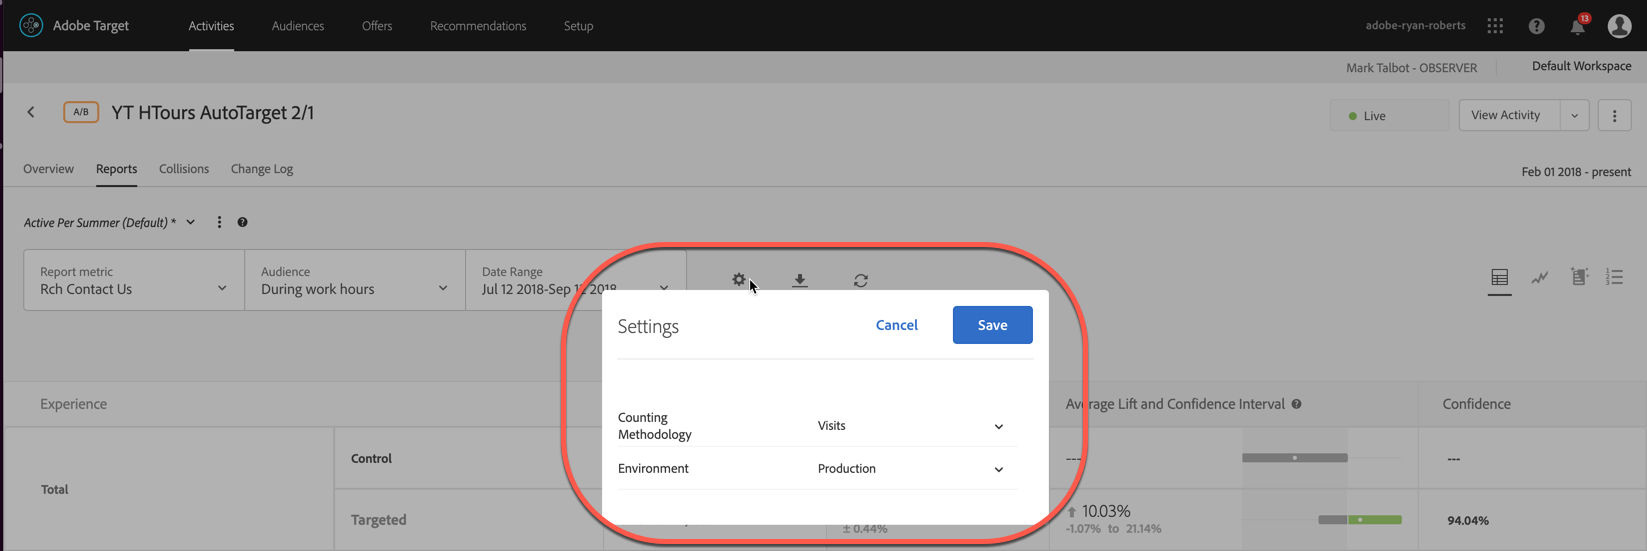 Adobe Target
Activities
Audiences
Offers
Recommendations
Setup
adobe-ryan-roberts
13
Mark Talbot - OBSERVER
Default Workspace
A/B
YT HTours AutoTarget 2/1
Live
View Activity
Overview
Reports
Collisions
Change Log
Feb 01 2018 - present
Active Per Summer (Default) *
Report metric
Rch Contact Us
Audience
During work hours
Date Range
Jul 12 2018-Sep 12 2018
Settings
Cancel
Save
Counting
Methodology
Visits
Environment
Production
Experience
Average Lift and Confidence Interval
Confidence
Total
Control
---
---
Targeted
± 0.44%
10.03%
-1.07% to 21.14%
94.04%